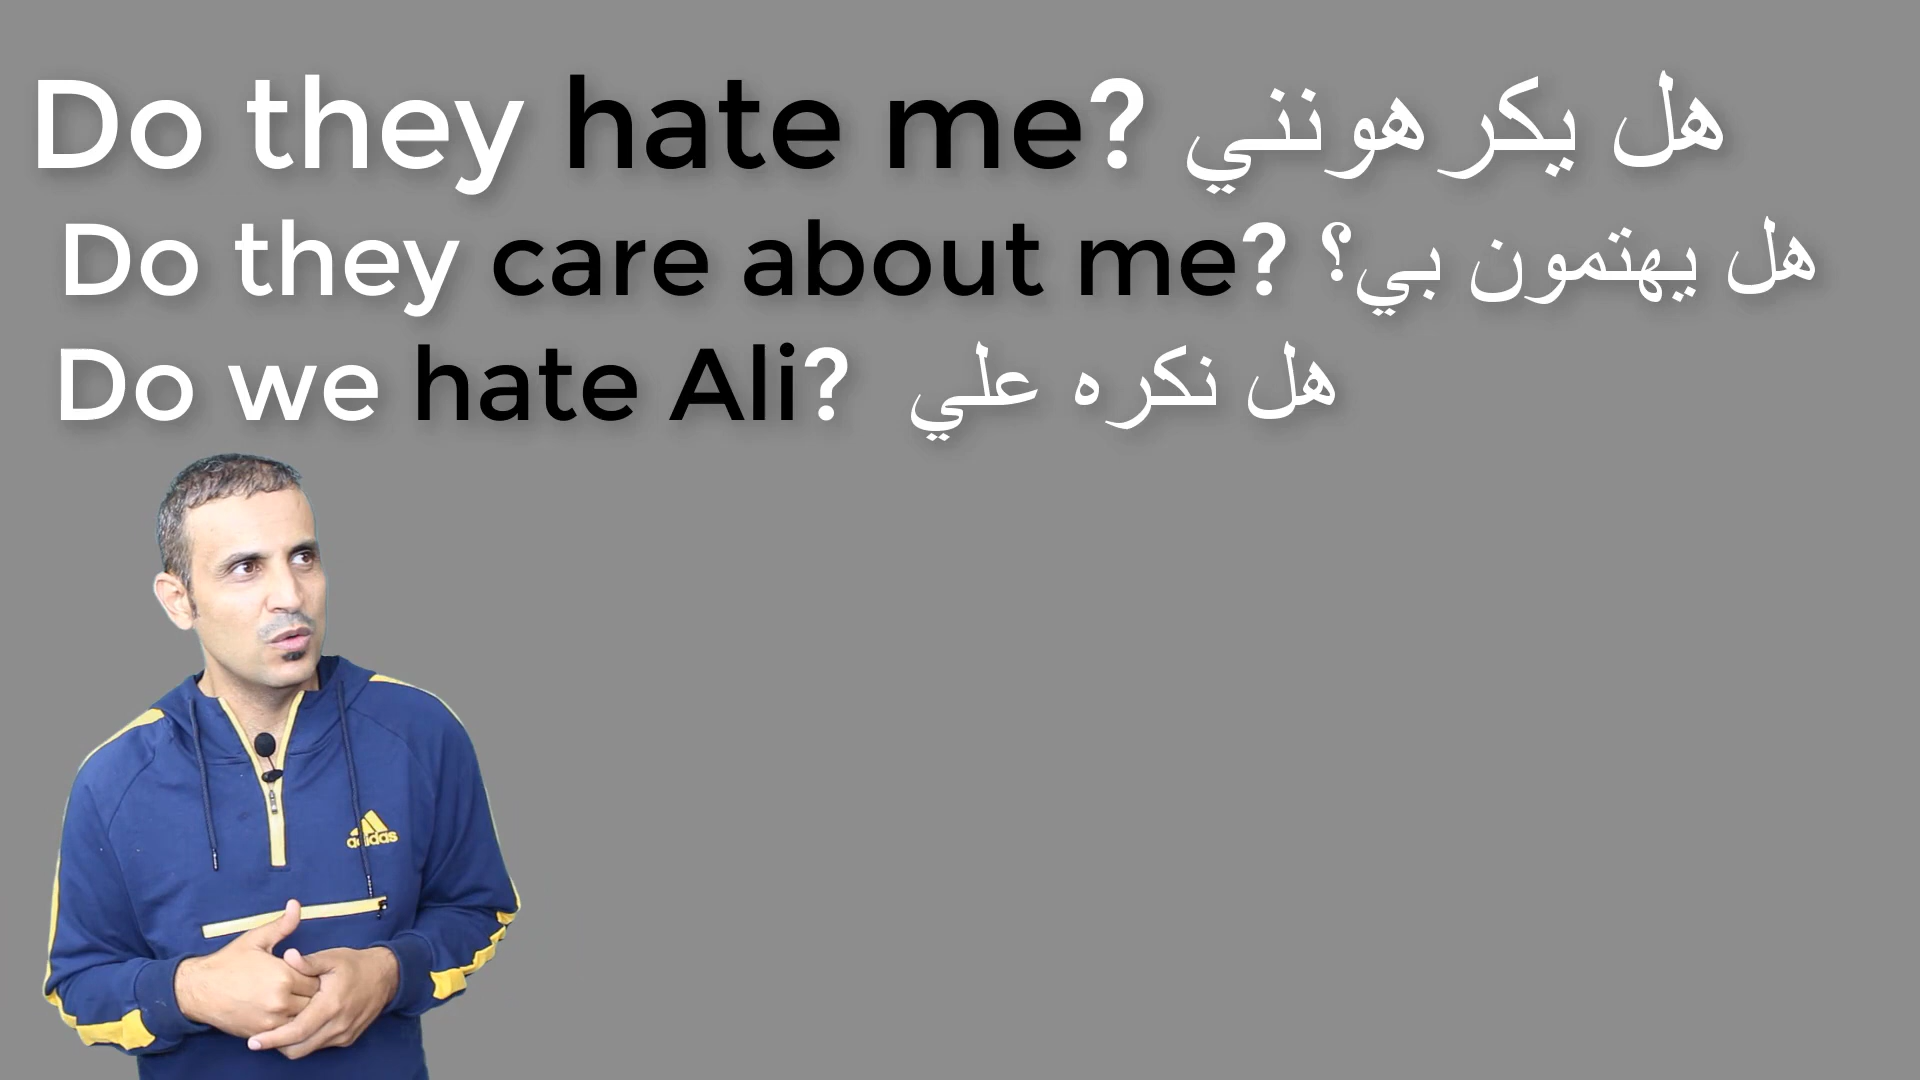 Do they hate me? هل يكرهونني
Do they care about me? هل يهتمون بي؟
Do we hate Ali? هل نكره علي
adidas